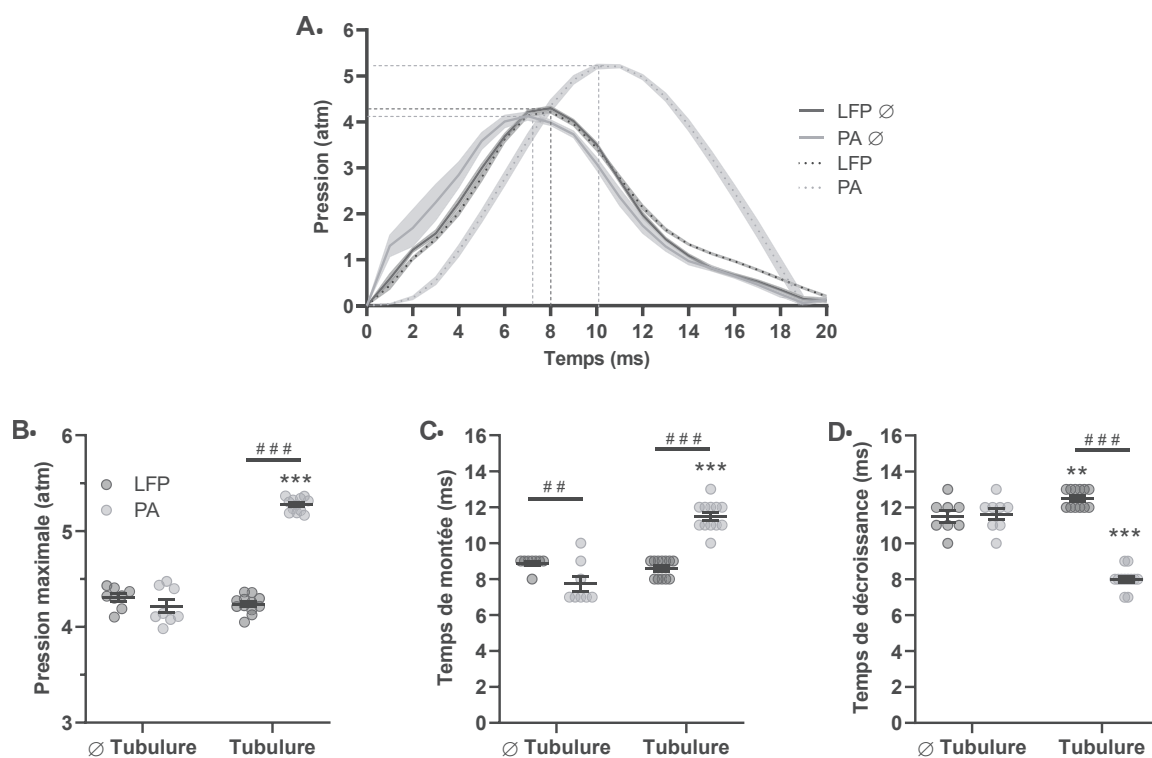 A.
6
5
4
3
2
1
0
Pression (atm)
0 2 4 6 8 10 12 14 16 18 20
Temps (ms)
LFP ∅
PA ∅
LFP
PA
B.
6
5
4
3
Pression maximale (atm)
LFP
PA
# # #
***
∅ Tubulure Tubulure
C.
16
14
12
10
8
6
4
2
0
Temps de montée (ms)
# #
# # #
***
∅ Tubulure Tubulure
D.
16
14
12
10
8
6
4
2
0
Temps de décroissance (ms)
# # #
**
***
∅ Tubulure Tubulure